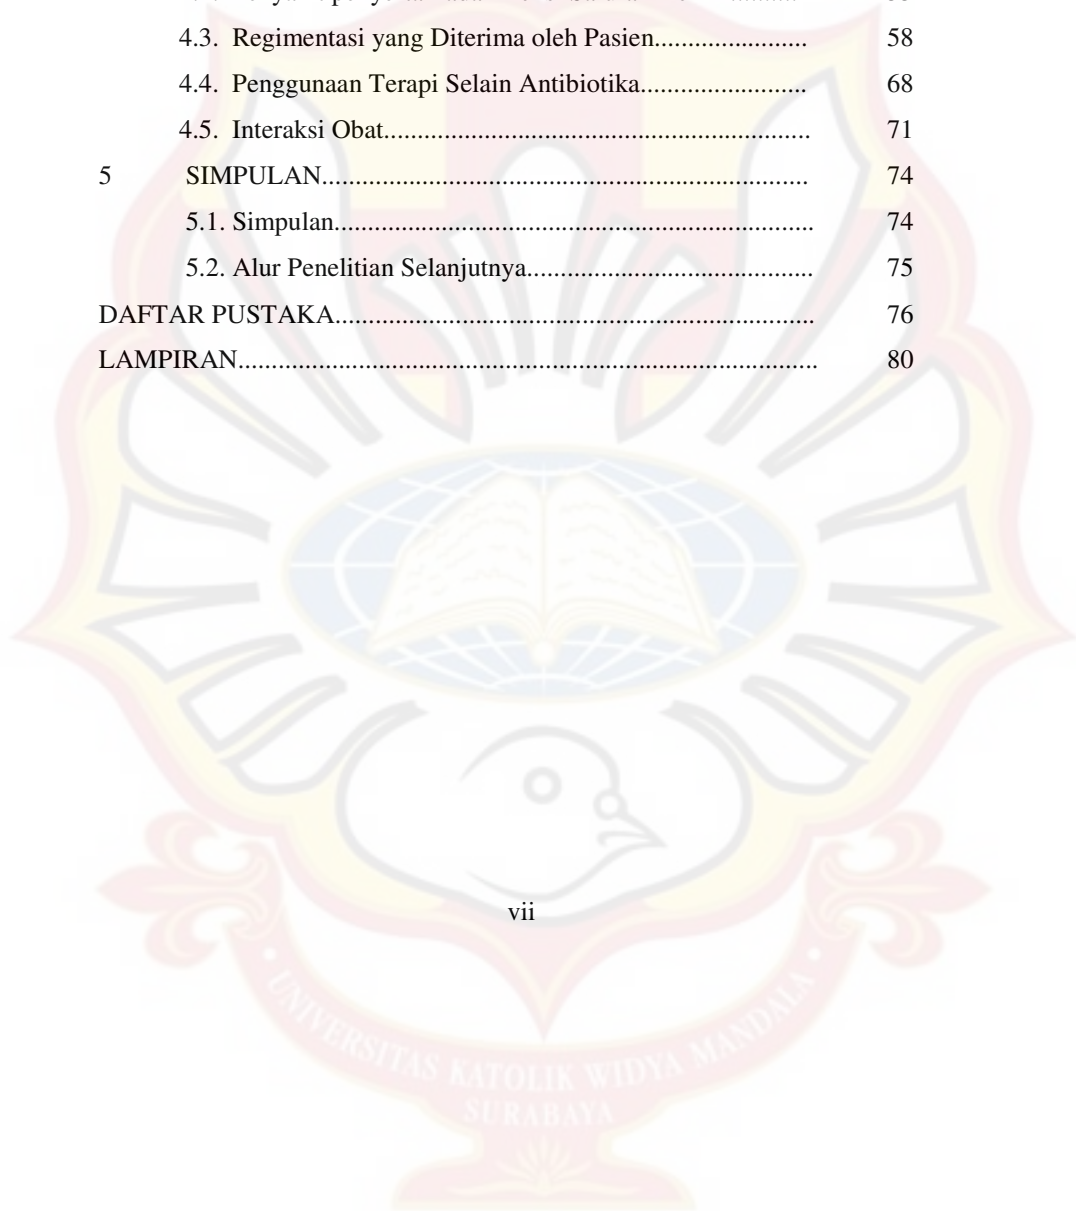 4.3. Regimentasi yang Diterima oleh Pasien....................... 58
4.4. Penggunaan Terapi Selain Antibiotika......................... 68
4.5. Interaksi Obat............................................................... 71
5 SIMPULAN........................................................................ 74
5.1. Simpulan....................................................................... 74
5.2. Alur Penelitian Selanjutnya.......................................... 75
DAFTAR PUSTAKA....................................................................... 76
LAMPIRAN...................................................................................... 80
vii
UNIVERSITAS KATOLIK WIDYA MANDALA
SURABAYA